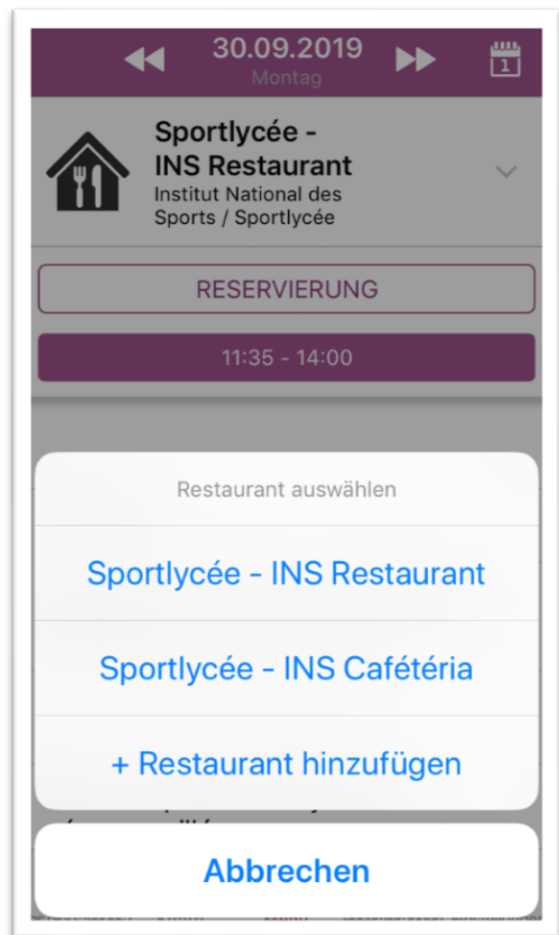 30.09.2019
Montag
1
Sportlycée -
INS Restaurant
Institut National des
Sports / Sportlycée
RESERVIERUNG
11:35 - 14:00
Restaurant auswählen
Sportlycée - INS Restaurant
Sportlycée - INS Cafétéria
+ Restaurant hinzufügen
Abbrechen